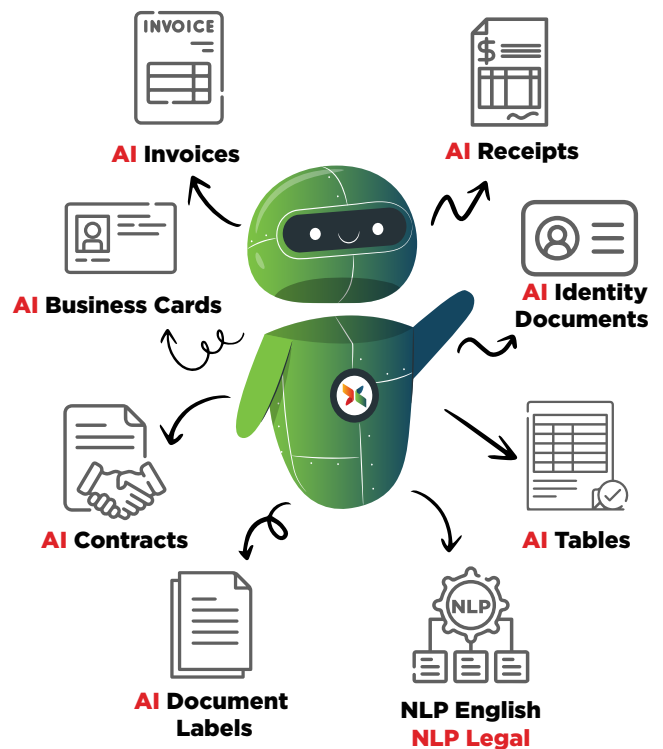 INVOICE
$
AI Invoices
AI Receipts
AI Business Cards
AI Identity
Documents
AI Contracts
AI Tables
AI Document
Labels
NLP
NLP English
NLP Legal